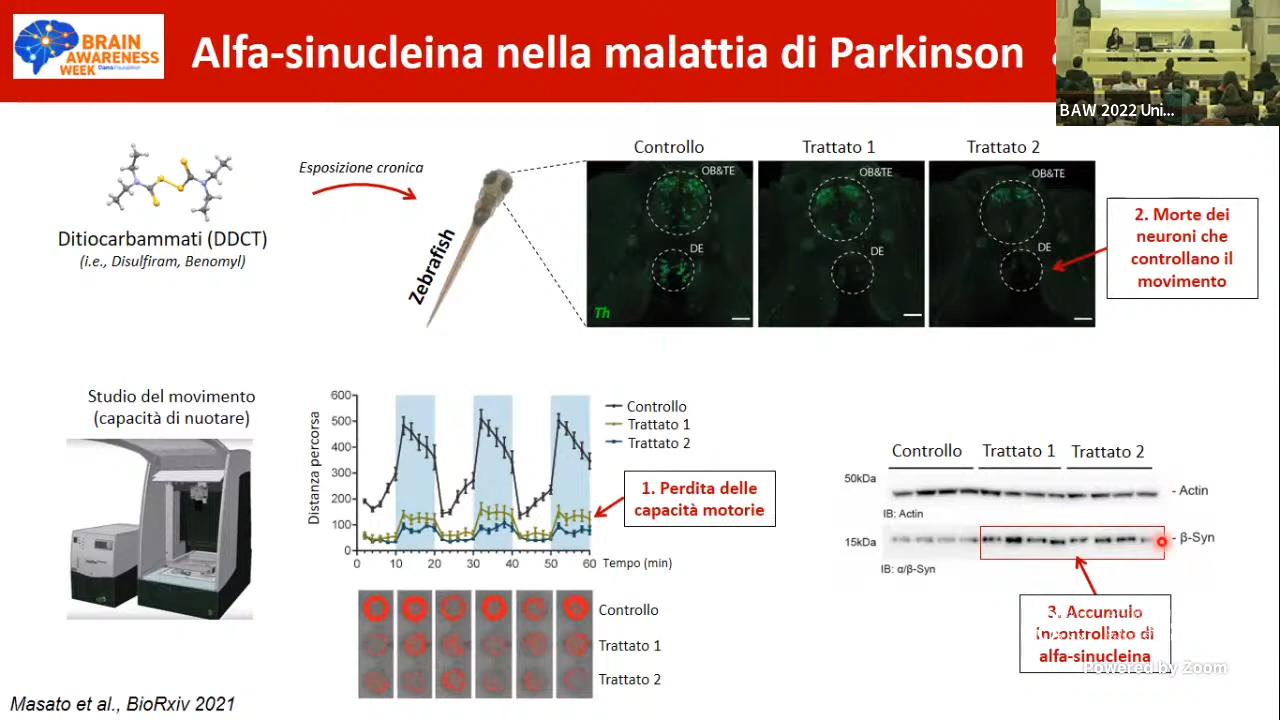 BRAIN
AWARENESS
WEEK Dana Foundation
Alfa-sinucleina nella malattia di Parkinson
BAW 2022 Uni...
Ditiocarbammati (DDCT)
(i.e., Disulfiram, Benomyl)
Esposizione cronica
Zebrafish
Controllo
Trattato 1
Trattato 2
OB&TE
OB&TE
OB&TE
DE
DE
DE
Th
2. Morte dei
neuroni che
controllano il
movimento
Studio del movimento
(capacità di nuotare)
Distanza percorsa
600
500
400
300
200
100
0
0 10 20 30 40 50 60 Tempo (min)
Controllo
Trattato 1
Trattato 2
1. Perdita delle
capacità motorie
Controllo
Trattato 1
Trattato 2
Controllo Trattato 1 Trattato 2
50kDa
- Actin
IB: Actin
15kDa
- β-Syn
IB: α/β-Syn
3. Accumulo
incontrollato di
alfa-sinucleina
Powered by Zoom
Masato et al., BioRxiv 2021